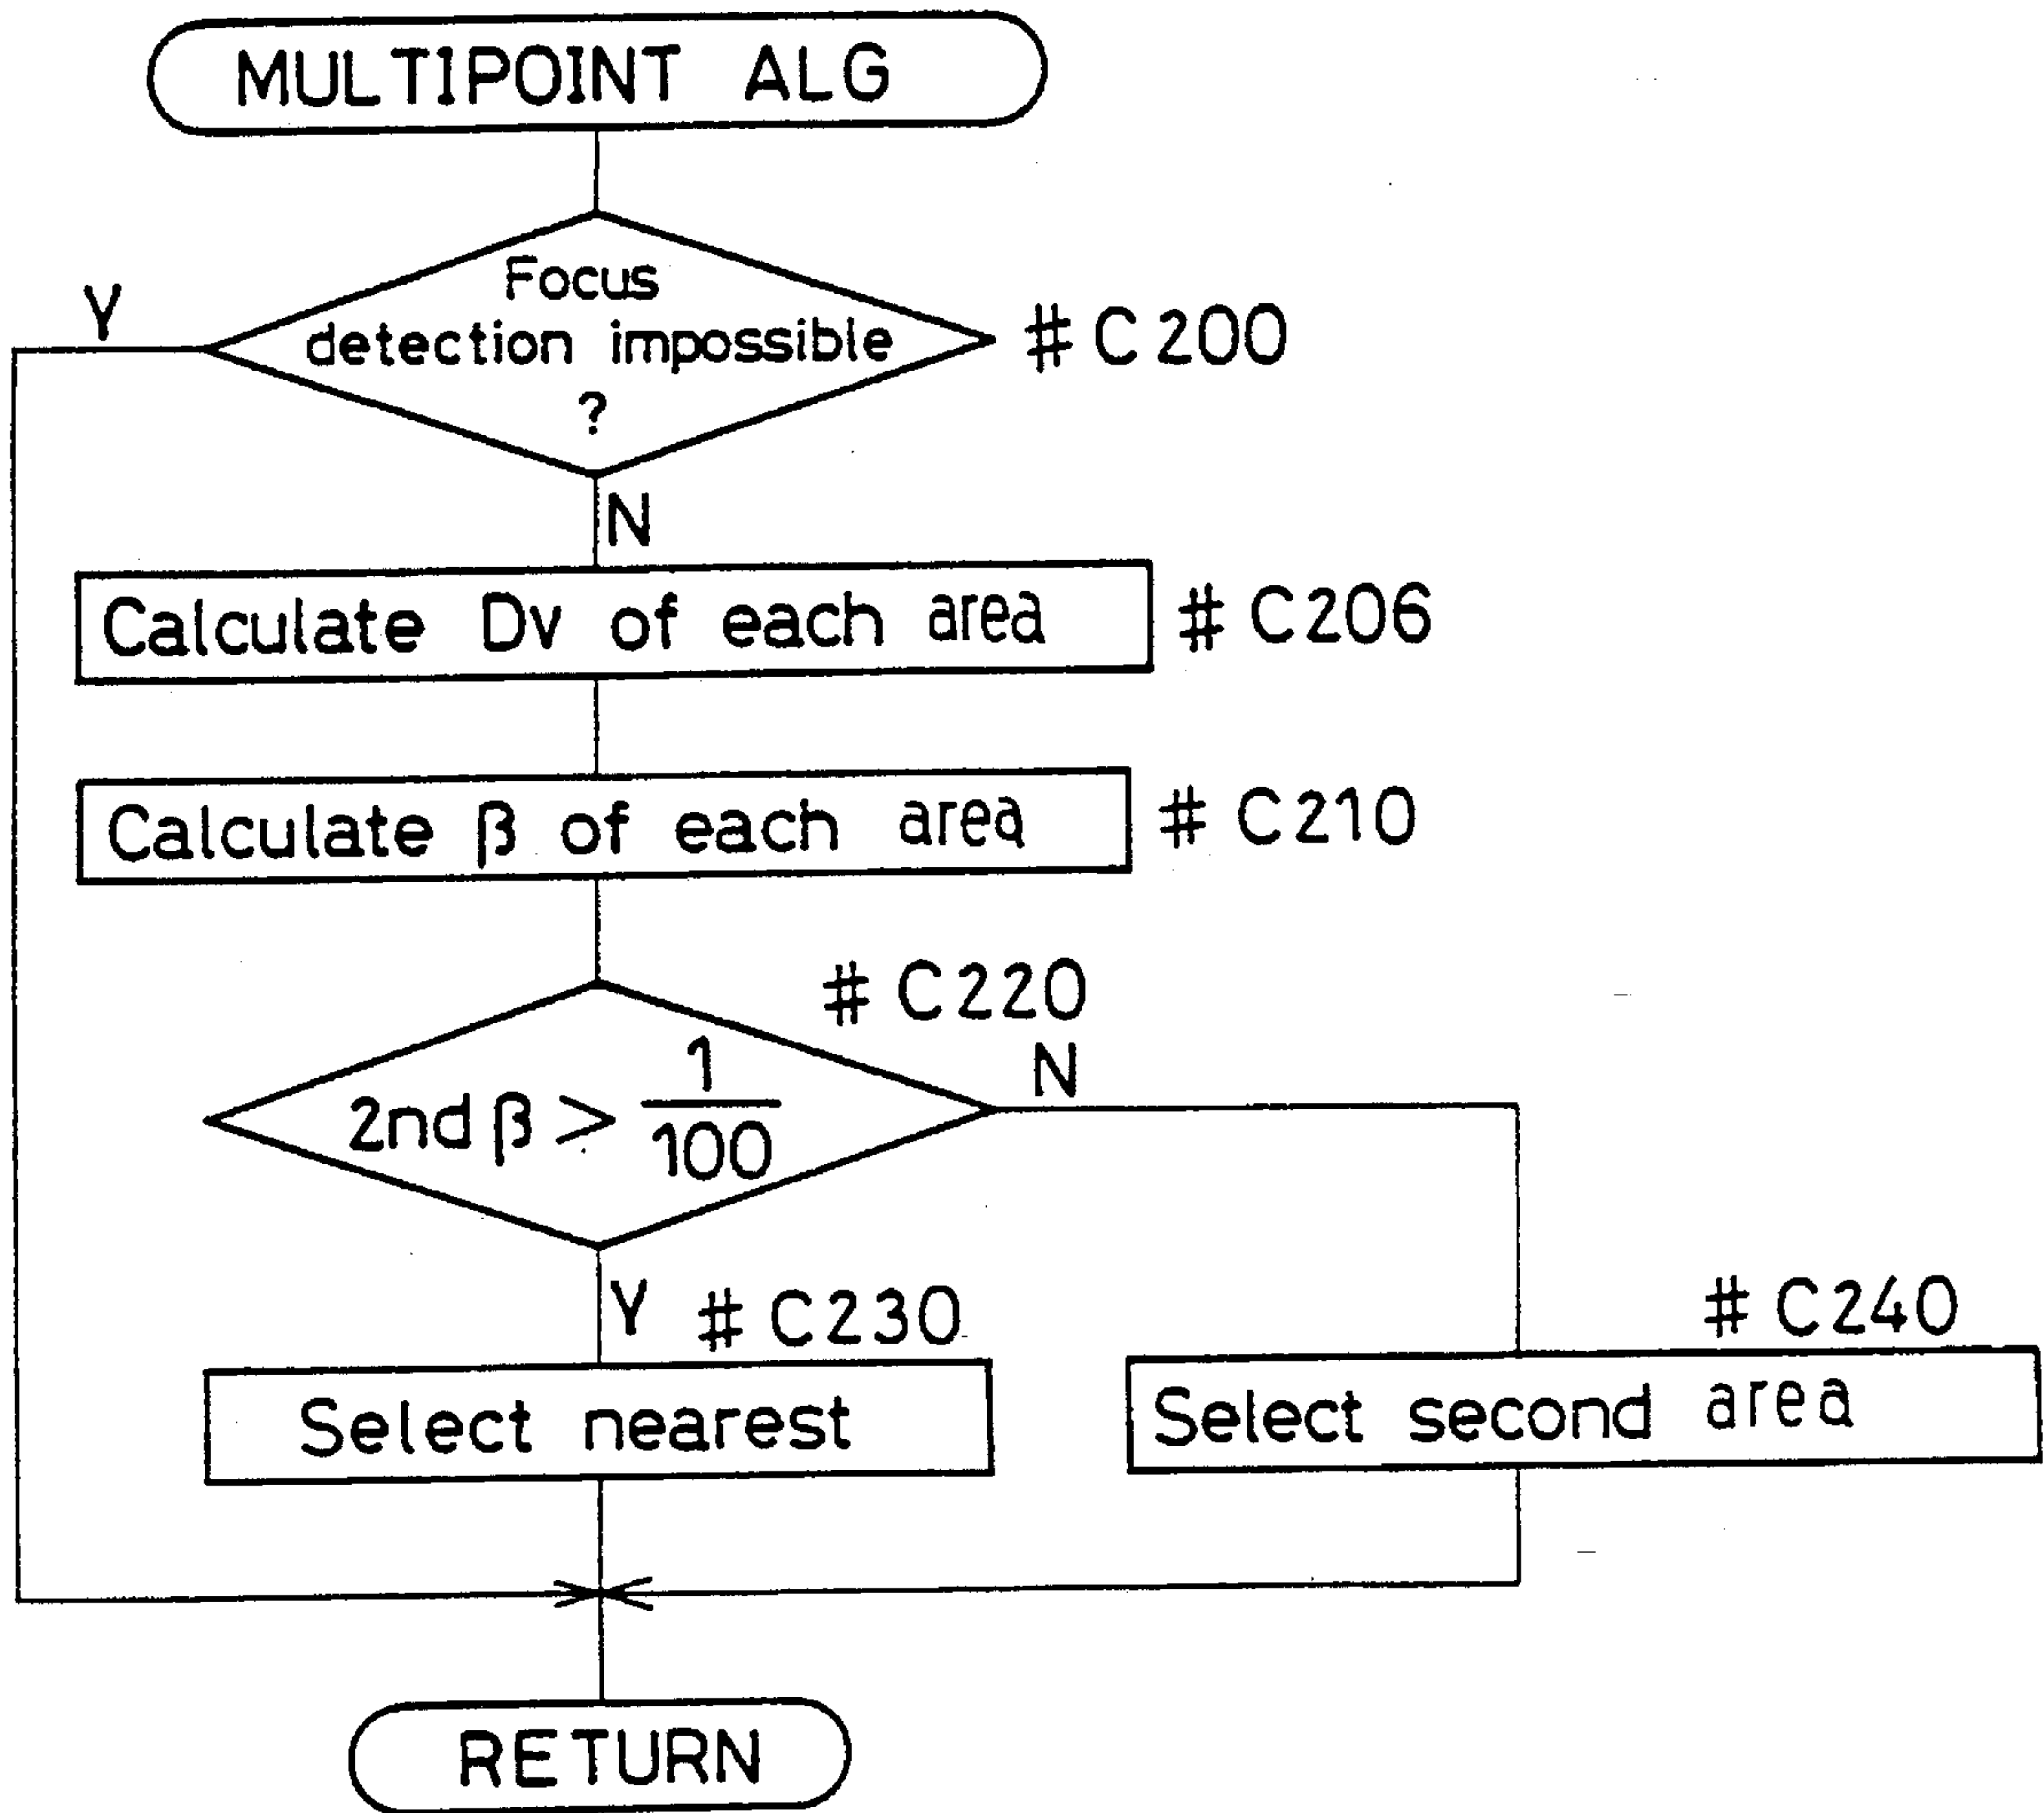 MULTIPOINT ALG
Focus
Y
detection impossible # C200
?
N
Calculate Dv of each area # C206
Calculate β of each area # C210
# C220
N
2nd β > 1/100
Y # C230
# C240
Select nearest
Select second area
RETURN